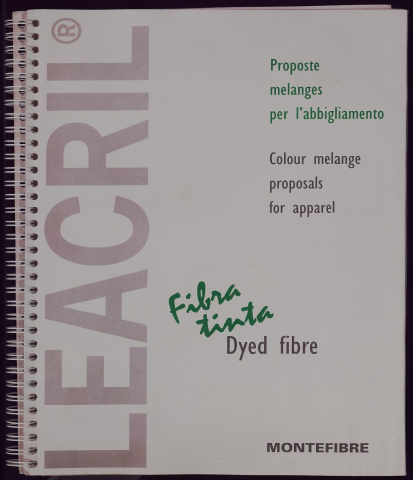 LEACRIL®
Proposte
melanges
per l'abbigliamento
Colour melange
proposals
for apparel
Fibra
tinta
Dyed fibre
MONTEFIBRE